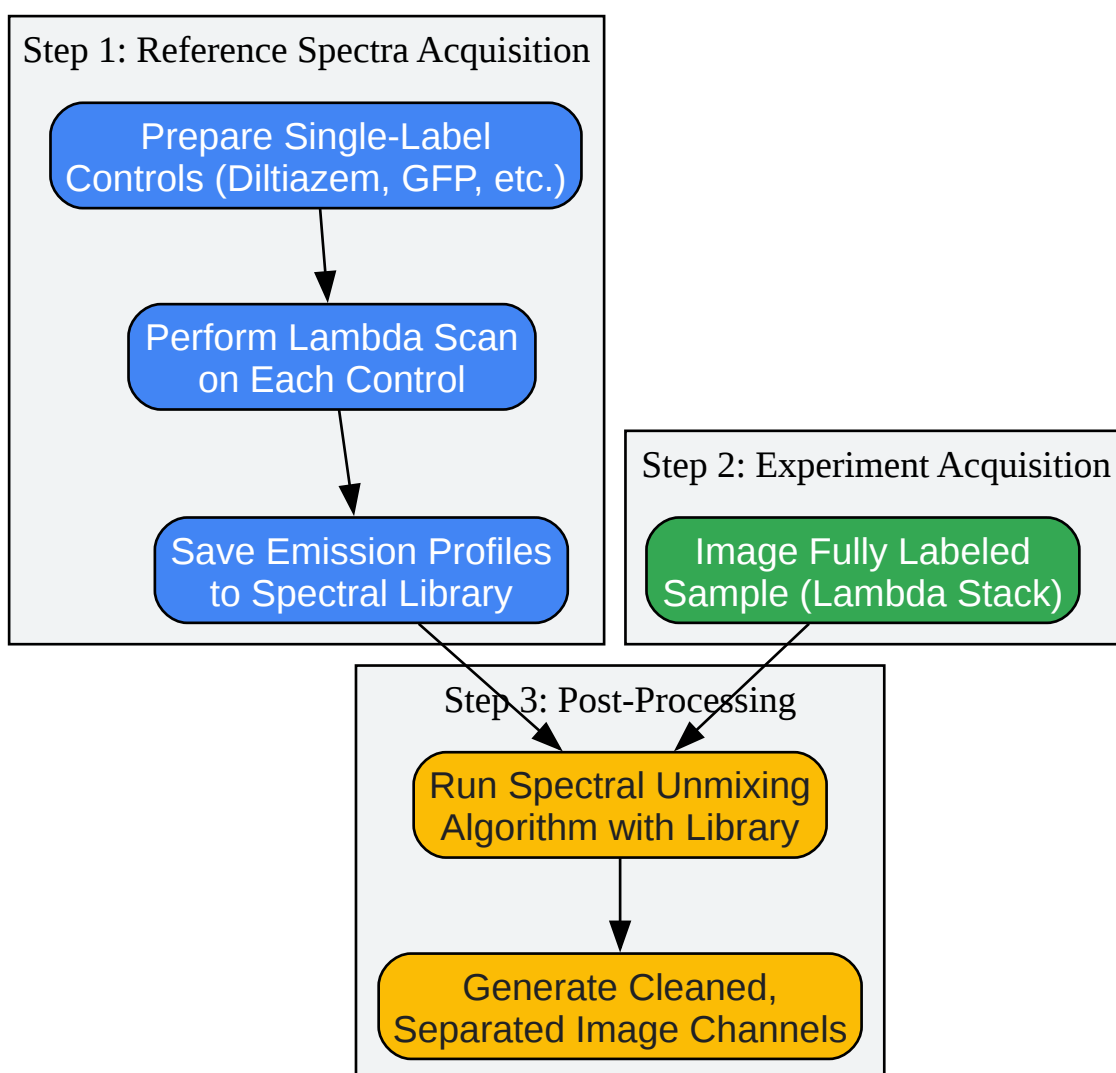 Step 1: Reference Spectra Acquisition
Prepare Single-Label
Controls (Diltiazem, GFP, etc.)
Perform Lambda Scan
on Each Control
Save Emission Profiles
to Spectral Library
Step 2: Experiment Acquisition
Image Fully Labeled
Sample (Lambda Stack)
Step 3: Post-Processing
Run Spectral Unmixing
Algorithm with Library
Generate Cleaned,
Separated Image Channels